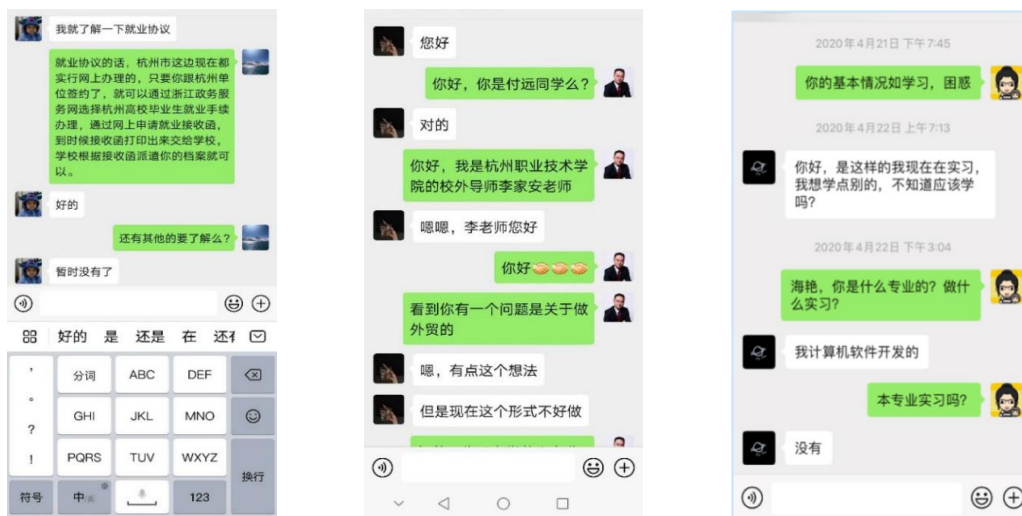 我就了解一下就业协议
就业协议的话，杭州市这边现在都
实行网上办理的，只要你跟杭州单
位签约了，就可以通过浙江政务服
务网选择杭州高校毕业生就业手续
办理，通过网上申请就业接收函，
到时候接收函打印出来交给学校，
学校根据接收函派遣你的档案就可
以。
好的
还有其他的要了解么？
暂时没有了
好的 是 还是 在 还有
， 分词 ABC DEF
。 GHI JKL MNO
？
！ PQRS TUV WXYZ
换行
符号 中/英 123
您好
你好，你是付远同学么？
对的
你好，我是杭州职业技术学
院的校外导师李家安老师
嗯嗯，李老师您好
你好
看到你有一个问题是关于做
外贸的
嗯，有点这个想法
但是现在这个形式不好做
2020年4月21日 下午7:45
你的基本情况如学习，困惑
2020年4月22日 上午7:13
你好，是这样的我现在在实习，
我想学点别的，不知道应该学
吗？
2020年4月22日 下午3:04
海艳，你是什么专业的？做什
么实习？
我计算机软件开发的
本专业实习吗？
没有